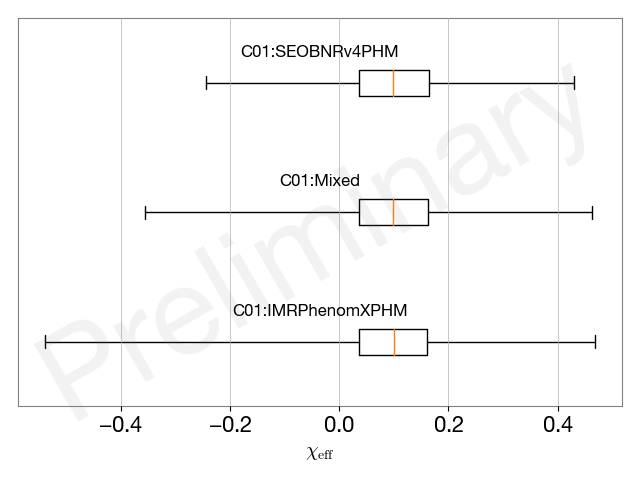 C01:SEOBNRv4PHM
C01:Mixed
C01:IMRPhenomXPHM
Preliminary
−0.4 −0.2 0.0 0.2 0.4
χeff